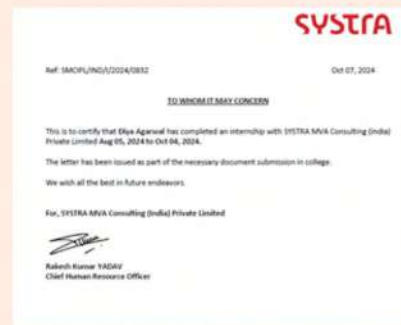 SYSTRA
Ref: SMCIPL/IND/I/2024/0832 Oct 07, 2024
TO WHOM IT MAY CONCERN
This is to certify that Diya Agarwal has completed an internship with SYSTRA MVA Consulting (India)
Private Limited Aug 05, 2024 to Oct 04, 2024.
The letter has been issued as part of the necessary document submission in college.
We wish all the best in future endeavors.
For, SYSTRA MVA Consulting (India) Private Limited
Rakesh Kumar YADAV
Chief Human Resource Officer